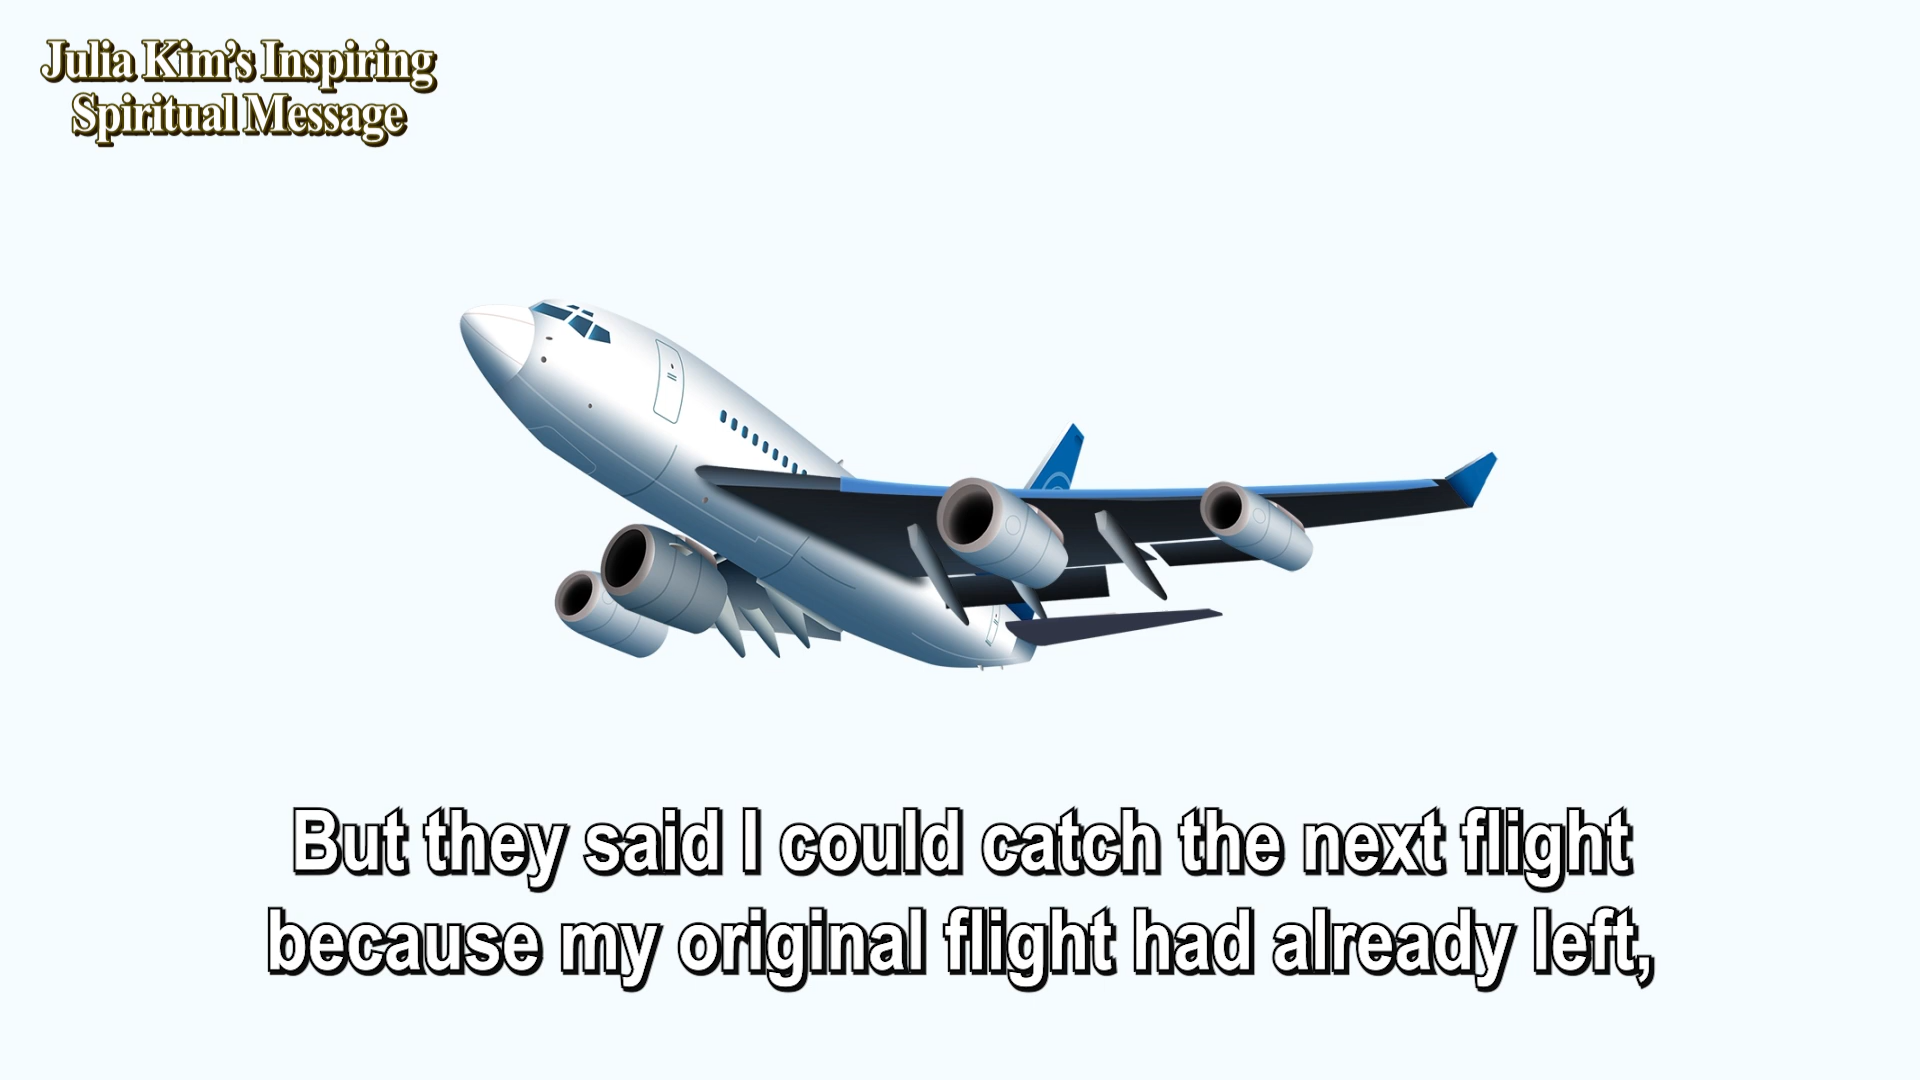 Julia Kim's Inspiring
Spiritual Message
But they said I could catch the next flight
because my original flight had already left,